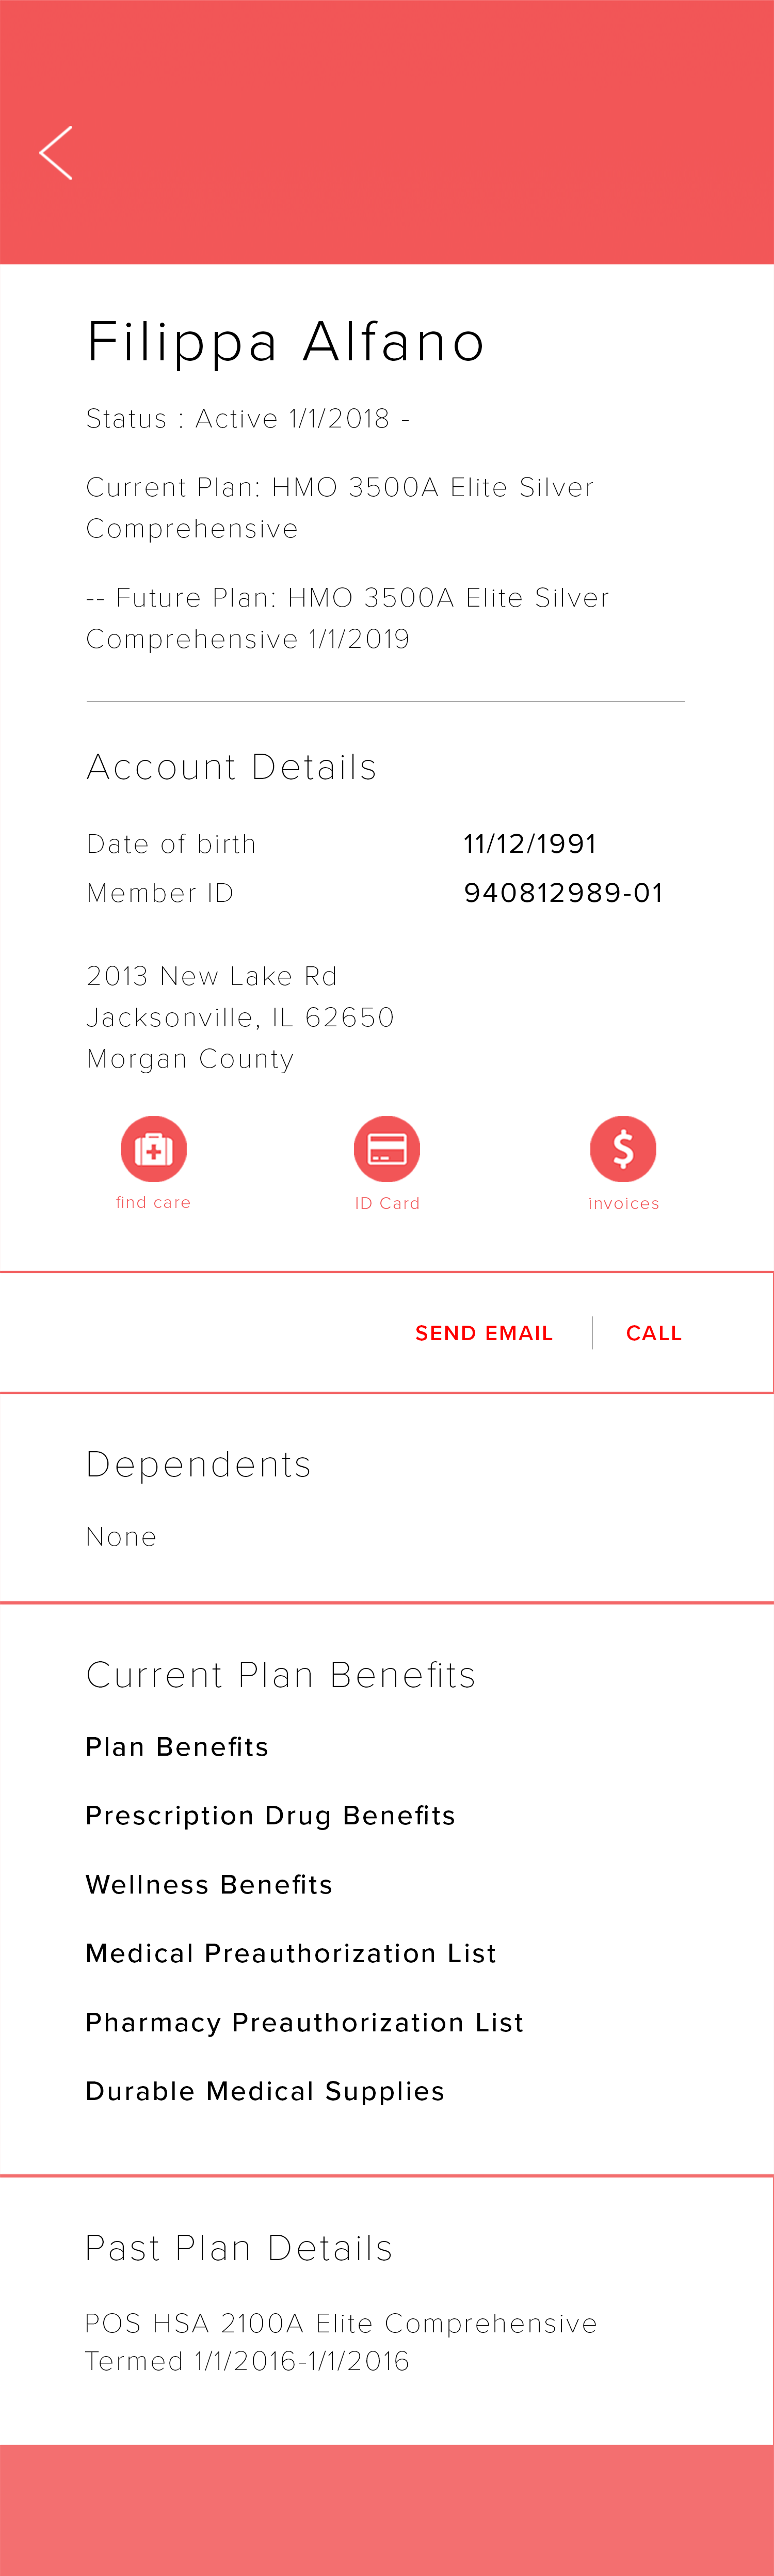 Filippa Alfano
Status : Active 1/1/2018 -
Current Plan: HMO 3500A Elite Silver
Comprehensive
-- Future Plan: HMO 3500A Elite Silver
Comprehensive 1/1/2019
Account Details
Date of birth 11/12/1991
Member ID 940812989-01
2013 New Lake Rd
Jacksonville, IL 62650
Morgan County
find care ID Card invoices
SEND EMAIL CALL
Dependents
None
Current Plan Benefits
Plan Benefits
Prescription Drug Benefits
Wellness Benefits
Medical Preauthorization List
Pharmacy Preauthorization List
Durable Medical Supplies
Past Plan Details
POS HSA 2100A Elite Comprehensive
Termed 1/1/2016-1/1/2016